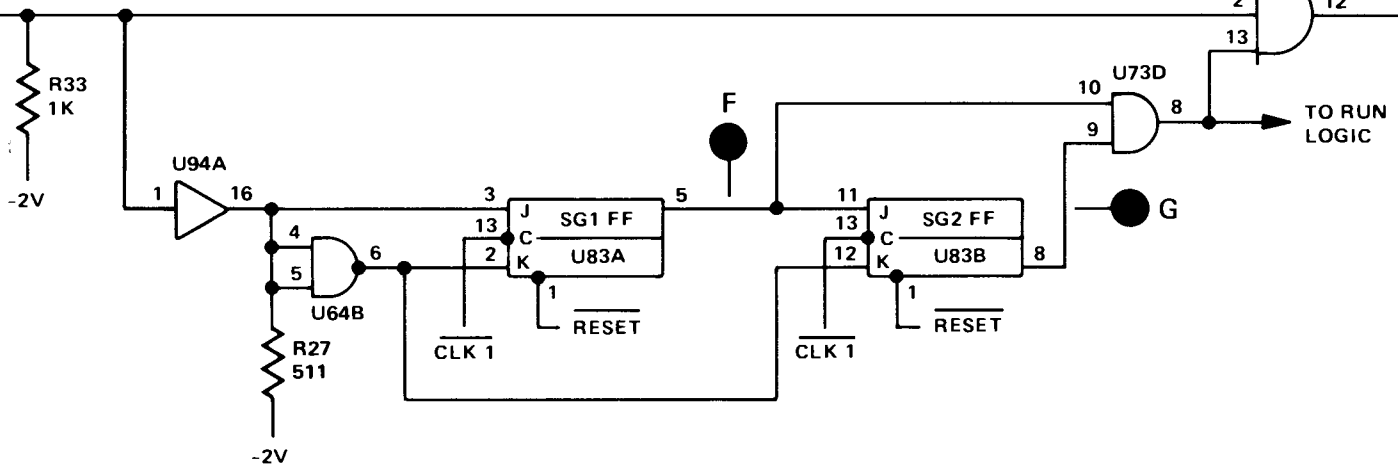 2
12
13
R33
1K
-2V
U73D
10
8
9
TO RUN
LOGIC
F
U94A
1
16
3
J
SG1 FF
5
11
J
SG2 FF
G
13
C
13
C
4
2
K
U83A
12
K
U83B
8
5
6
U64B
1
RESET
1
RESET
CLK 1
CLK 1
R27
511
-2V